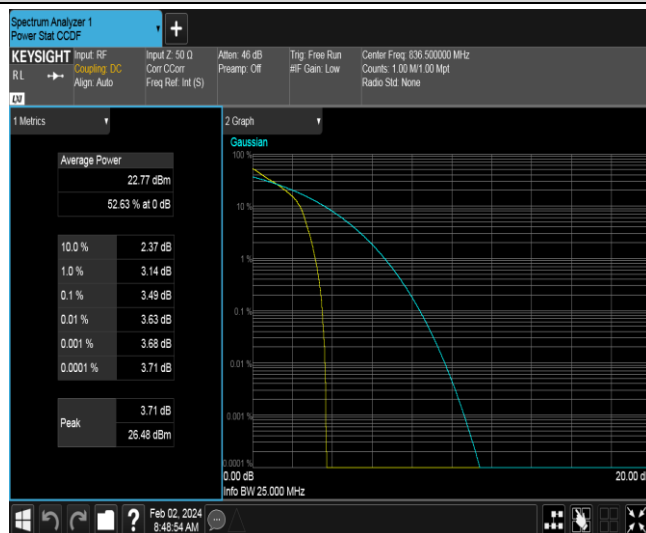 Spectrum Analyzer 1
Power Stat CCDF
+
KEYSIGHT
RL
LXI
Input: RF
Coupling: DC
Align: Auto
Input Z: 50 Ω
Corr CCorr
Freq Ref: Int (S)
Atten: 46 dB
Preamp: Off
Trig: Free Run
#IF Gain: Low
Center Freq: 836.500000 MHz
Counts: 1.00 M/1.00 Mpt
Radio Std: None
1 Metrics
Average Power
22.77 dBm
52.63 % at 0 dB
10.0 % 2.37 dB
1.0 % 3.14 dB
0.1 % 3.49 dB
0.01 % 3.63 dB
0.001 % 3.68 dB
0.0001 % 3.71 dB
Peak
3.71 dB
26.48 dBm
2 Graph
Gaussian
100 %
10 %
1 %
0.1 %
0.01 %
0.001 %
0.0001 %
0.00 dB
20.00 d
Info BW 25.000 MHz
?
Feb 02, 2024
8:48:54 AM